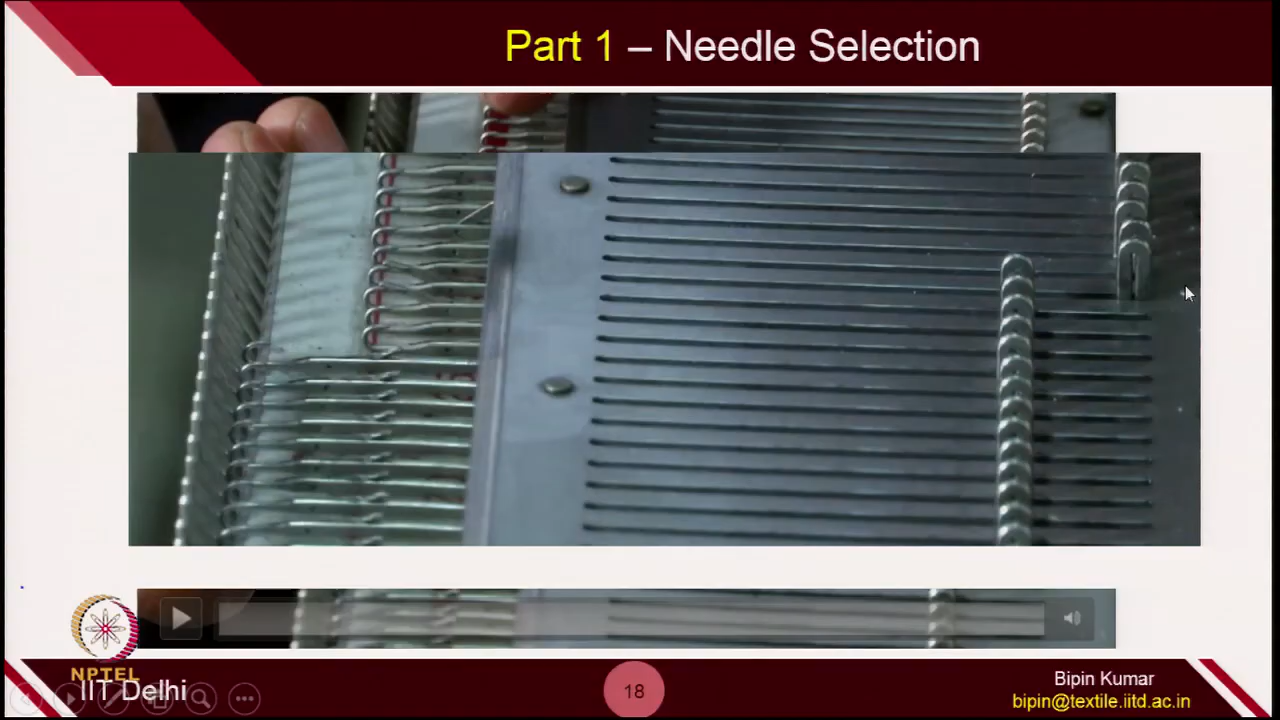 Part 1 – Needle Selection
NPTEL
IIT Delhi
18
Bipin Kumar
bipin@textile.iitd.ac.in